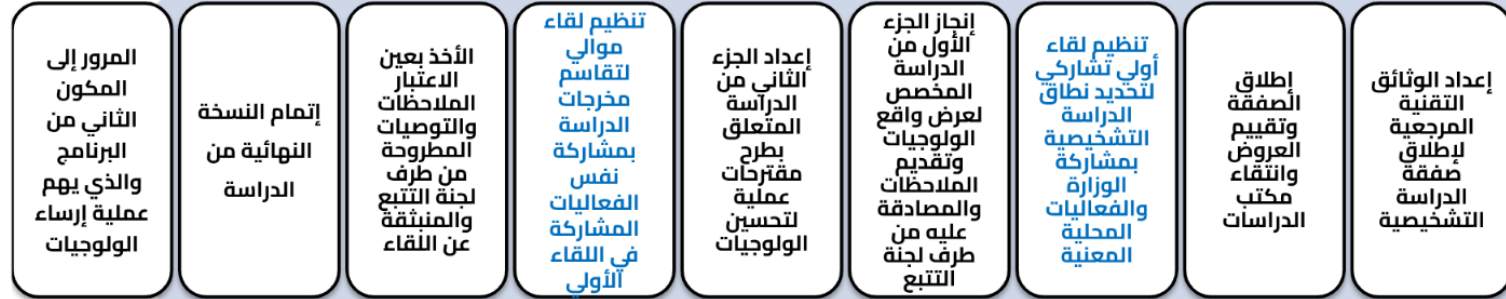 إعداد الوثائق
التقنية
المرجعية
لإطلاق
صفقة
الدراسة
التشخيصية
إطلاق
الصفقة
وتقييم
العروض
وانتقاء
مكتب
الدراسات
تنظيم لقاء
أولي تشاركي
لتحديد نطاق
الدراسة
التشخيصية
بمشاركة
الوزارة
والفعاليات
المحلية
المعنية
إنجاز الجزء
الأول من
الدراسة
المخصص
لعرض واقع
الولوجيات
وتقديم
الملاحظات
والمصادقة
عليه من
طرف لجنة
التتبع
إعداد الجزء
الثاني من
الدراسة
المتعلق
بطرح
مقترحات
عملية
لتحسين
الولوجيات
تنظيم لقاء
موالي
لتقاسم
مخرجات
الدراسة
بمشاركة
نفس
الفعاليات
المشاركة
في اللقاء
الأولي
الأخذ بعين
الاعتبار
الملاحظات
والتوصيات
المطروحة
من طرف
لجنة التتبع
والمنبثقة
عن اللقاء
إتمام النسخة
النهائية من
الدراسة
المرور إلى
المكون
الثاني من
البرنامج
والذي يهم
عملية إرساء
الولوجيات